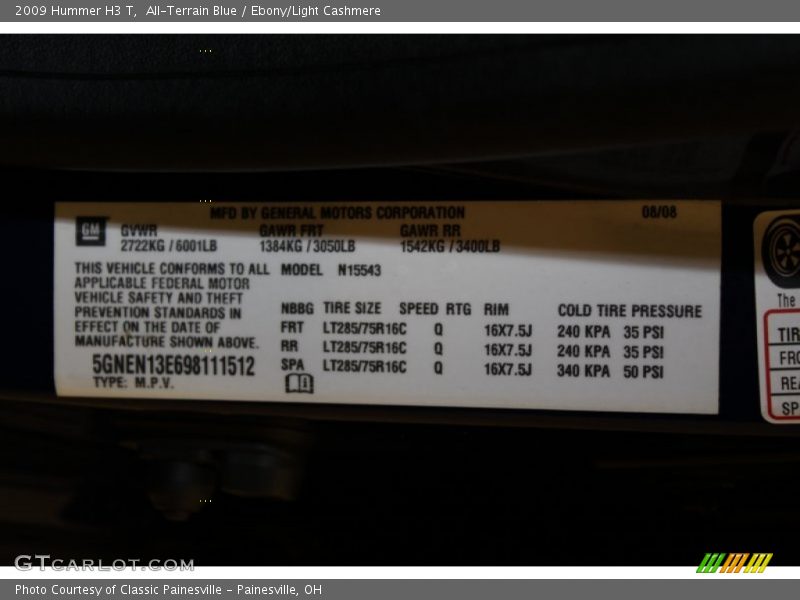 2009 Hummer H3 T,  All-Terrain Blue / Ebony/Light Cashmere
MFD BY GENERAL MOTORS CORPORATION 08/08
GM GVWR GAWR FRT GAWR RR
2722KG / 6001LB 1384KG / 3050LB 1542KG / 3400LB
THIS VEHICLE CONFORMS TO ALL MODEL N15543
APPLICABLE FEDERAL MOTOR
VEHICLE SAFETY AND THEFT
PREVENTION STANDARDS IN NBBG TIRE SIZE SPEED RTG RIM COLD TIRE PRESSURE
EFFECT ON THE DATE OF FRT LT285/75R16C Q 16X7.5J 240 KPA 35 PSI
MANUFACTURE SHOWN ABOVE. RR LT285/75R16C Q 16X7.5J 240 KPA 35 PSI
5GNEN13E698111512 SPA LT285/75R16C Q 16X7.5J 340 KPA 50 PSI
TYPE: M.P.V.
The
TIR
FRO
REA
SP
GTCARLOT.COM
Photo Courtesy of Classic Painesville - Painesville, OH